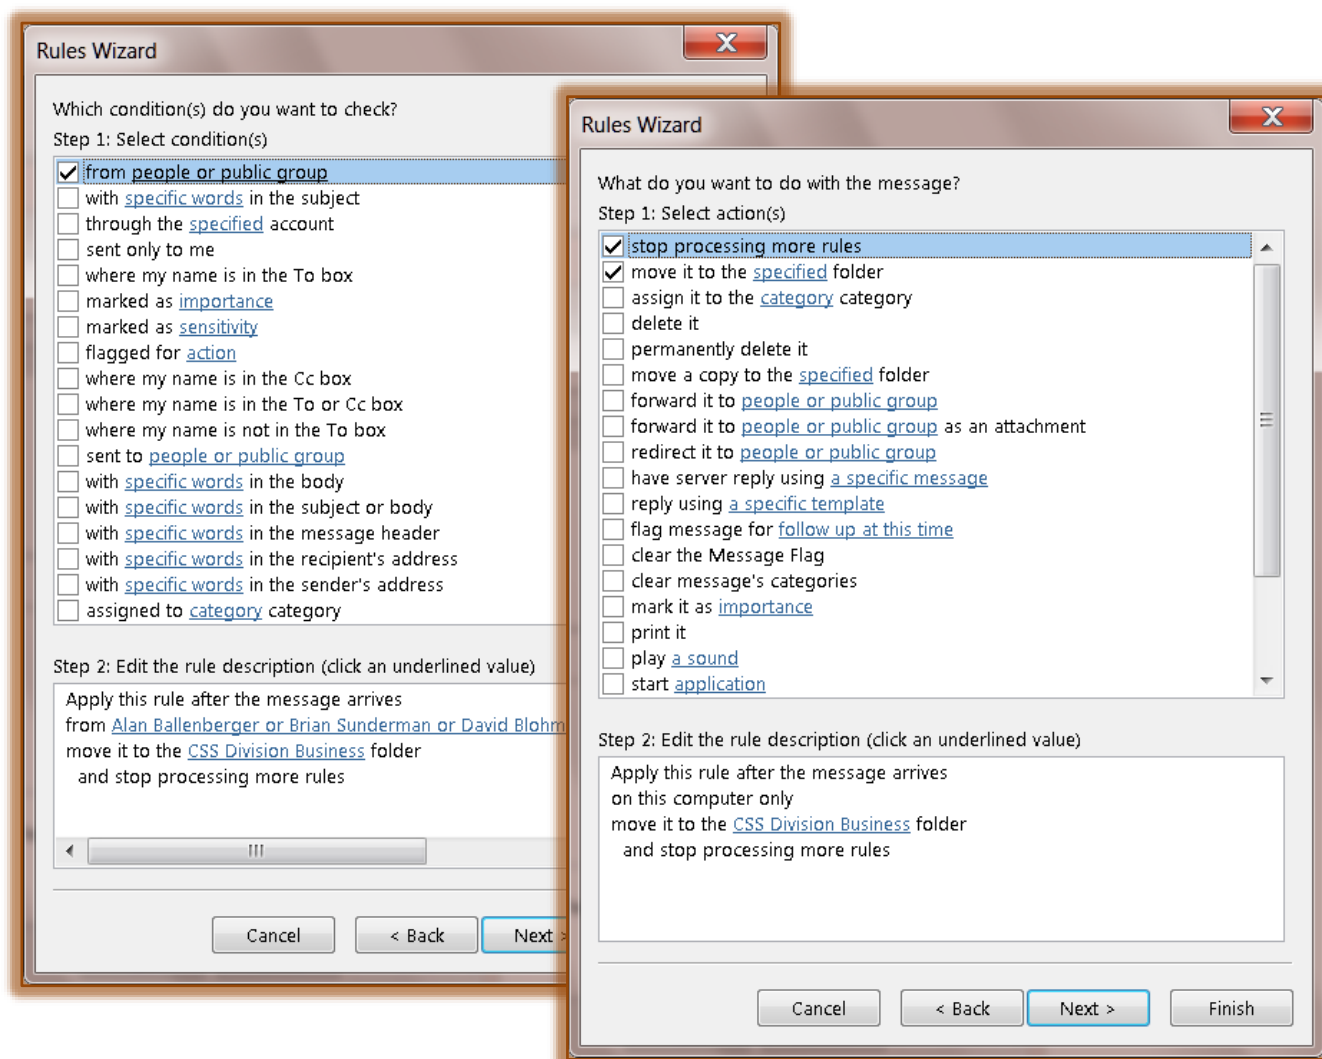 Rules Wizard
Which condition(s) do you want to check?
Step 1: Select condition(s)
from people or public group
with specific words in the subject
through the specified account
sent only to me
where my name is in the To box
marked as importance
marked as sensitivity
flagged for action
where my name is in the Cc box
where my name is in the To or Cc box
where my name is not in the To box
sent to people or public group
with specific words in the body
with specific words in the subject or body
with specific words in the message header
with specific words in the recipient's address
with specific words in the sender's address
assigned to category category
Step 2: Edit the rule description (click an underlined value)
Apply this rule after the message arrives
from Alan Ballenberger or Brian Sunderman or David Blohm
move it to the CSS Division Business folder
and stop processing more rules
Cancel
< Back
Next >
Rules Wizard
What do you want to do with the message?
Step 1: Select action(s)
stop processing more rules
move it to the specified folder
assign it to the category category
delete it
permanently delete it
move a copy to the specified folder
forward it to people or public group
forward it to people or public group as an attachment
redirect it to people or public group
have server reply using a specific message
reply using a specific template
flag message for follow up at this time
clear the Message Flag
clear message's categories
mark it as importance
print it
play a sound
start application
Step 2: Edit the rule description (click an underlined value)
Apply this rule after the message arrives
on this computer only
move it to the CSS Division Business folder
and stop processing more rules
Cancel
< Back
Next >
Finish